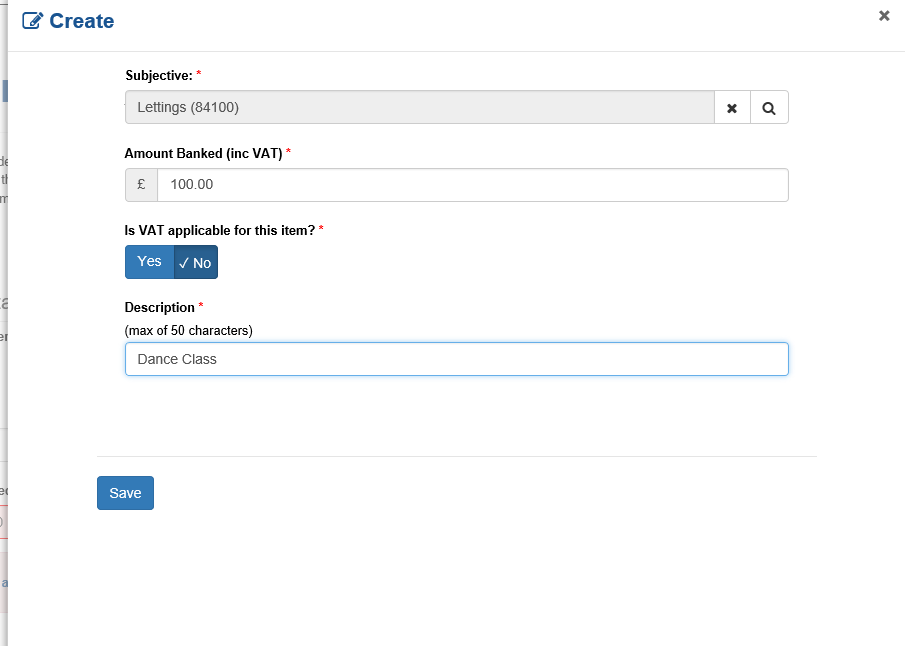 Create
Subjective: *
Lettings (84100)
Amount Banked (inc VAT) *
£ 100.00
Is VAT applicable for this item? *
Yes ✓ No
Description *
(max of 50 characters)
Dance Class
Save